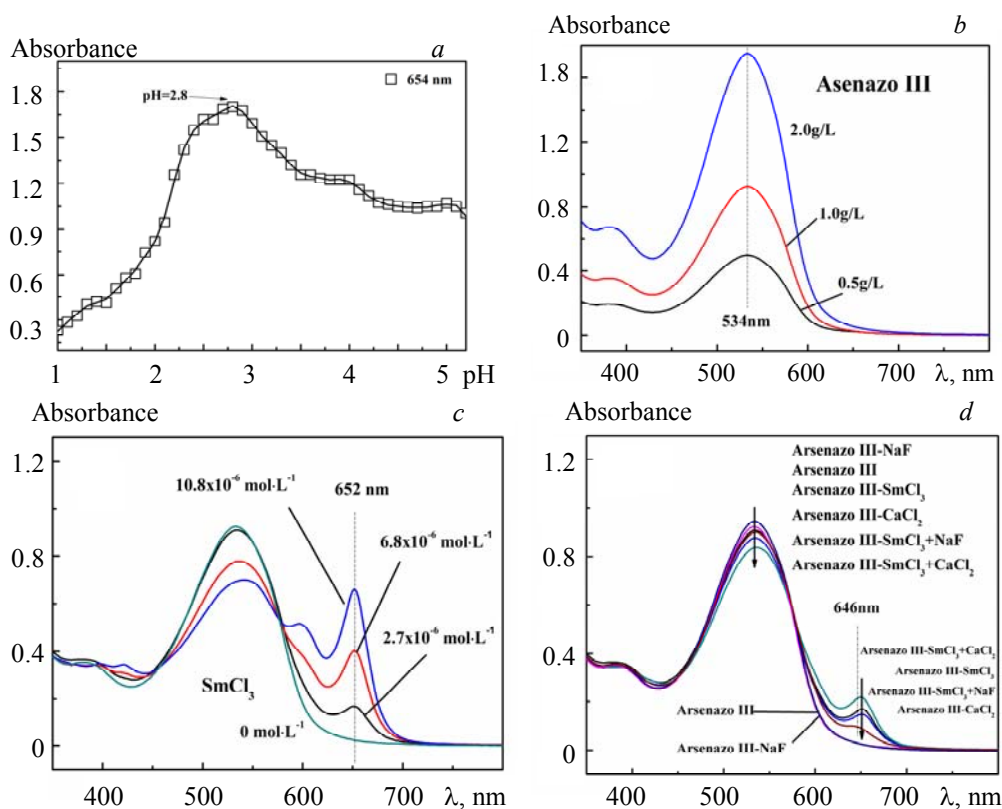 Absorbance a
654 nm
pH=2.8
1.8
1.5
1.2
0.9
0.6
0.3
1 2 3 4 5 pH
Absorbance b
Asenazo III
2.0g/L
1.0g/L
0.5g/L
534nm
1.8
1.2
0.8
0.4
0
400 500 600 700 λ, nm
Absorbance c
10.8x10⁻⁶ mol·L⁻¹
652 nm
6.8x10⁻⁶ mol·L⁻¹
2.7x10⁻⁶ mol·L⁻¹
SmCl₃
0 mol·L⁻¹
1.2
0.8
0.4
0
400 500 600 700 λ, nm
Absorbance d
Arsenazo III-NaF
Arsenazo III
Arsenazo III-SmCl₃
Arsenazo III-CaCl₂
Arsenazo III-SmCl₃+NaF
Arsenazo III-SmCl₃+CaCl₂
646nm
Arsenazo III-SmCl₃+CaCl₂
Arsenazo III-SmCl₃
Arsenazo III-SmCl₃+NaF
Arsenazo III-CaCl₂
Arsenazo III
Arsenazo III-NaF
1.2
0.8
0.4
0
400 500 600 700 λ, nm